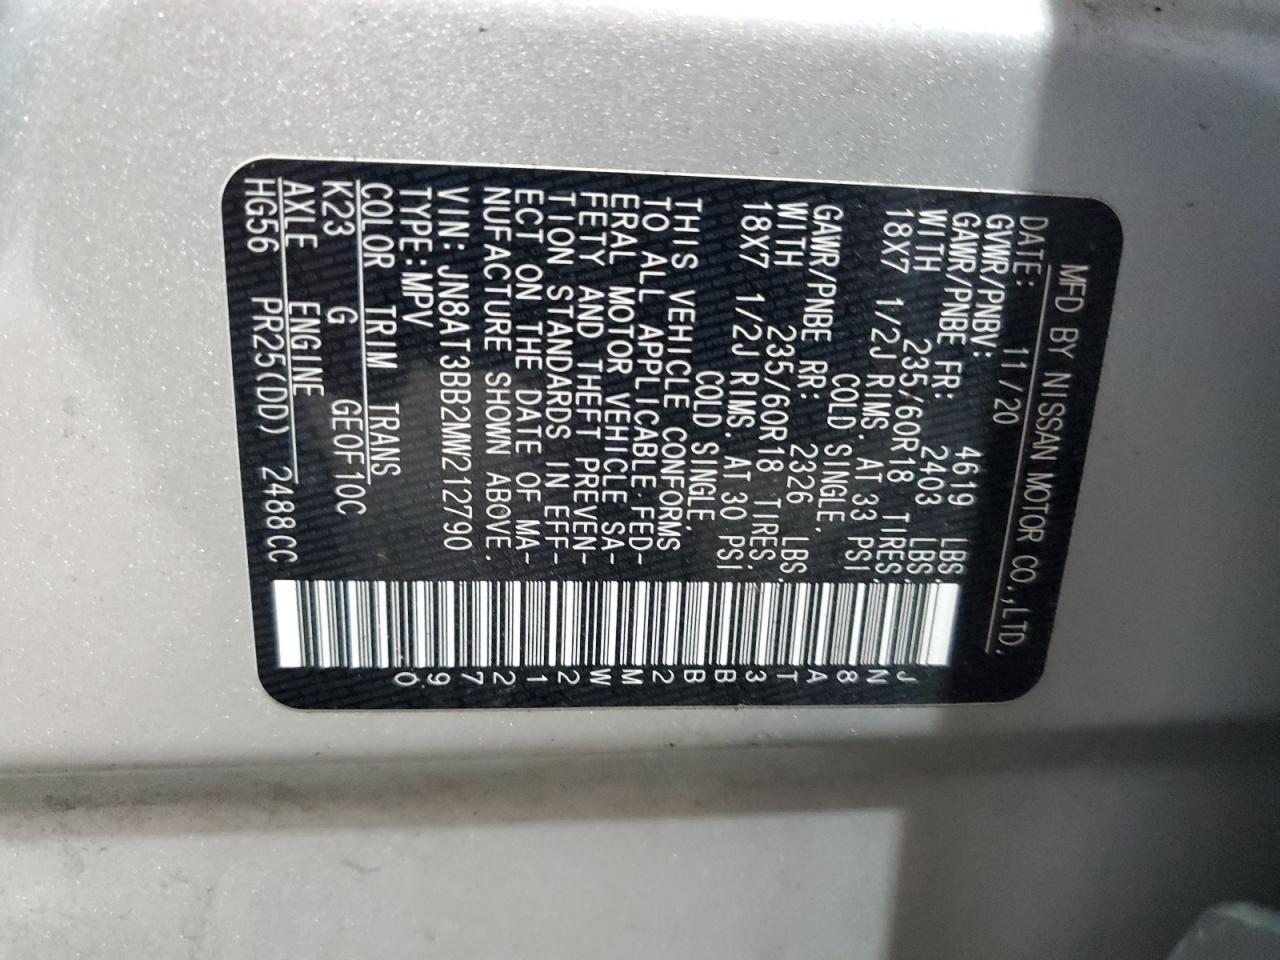 MFD BY NISSAN MOTOR CO.,LTD.
DATE: 11/20
GVWR/PNBV: 4619 LBS.
GAWR/PNBE FR: 2403 LBS.
WITH 235/60R18 TIRES,
18X7 1/2J RIMS. AT 33 PSI
COLD SINGLE.
GAWR/PNBE RR: 2326 LBS.
WITH 235/60R18 TIRES,
18X7 1/2J RIMS. AT 30 PSI
COLD SINGLE.
THIS VEHICLE CONFORMS
TO ALL APPLICABLE FED-
ERAL MOTOR VEHICLE SA-
FETY AND THEFT PREVEN-
TION STANDARDS IN EFF-
ECT ON THE DATE OF MA-
NUFACTURE SHOWN ABOVE.
VIN: JN8AT3BB2MW212790
TYPE:MPV
COLOR TRIM TRANS
K23 G GE0F10C
AXLE ENGINE
HG56 PR25(DD) 2488CC
JN8AT3BB2MW212790